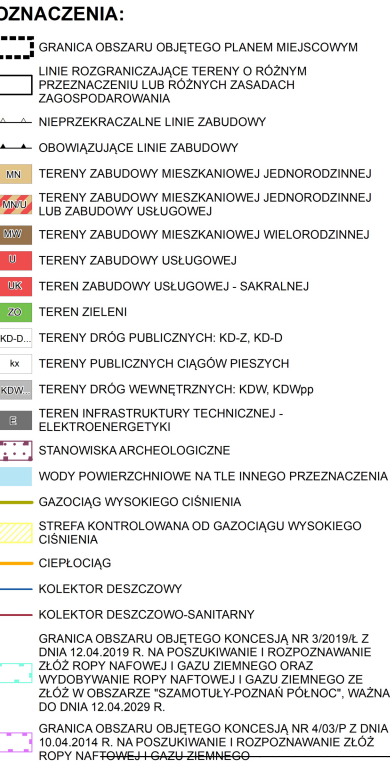 OZNACZENIA:
GRANICA OBSZARU OBJĘTEGO PLANEM MIEJSCOWYM
LINIE ROZGRANICZAJĄCE TERENY O RÓŻNYM
PRZEZNACZENIU LUB RÓŻNYCH ZASADACH
ZAGOSPODAROWANIA
NIEPRZEKRACZALNE LINIE ZABUDOWY
OBOWIĄZUJĄCE LINIE ZABUDOWY
MN TERENY ZABUDOWY MIESZKANIOWEJ JEDNORODZINNEJ
MN/U TERENY ZABUDOWY MIESZKANIOWEJ JEDNORODZINNEJ
LUB ZABUDOWY USŁUGOWEJ
MW TERENY ZABUDOWY MIESZKANIOWEJ WIELORODZINNEJ
U TERENY ZABUDOWY USŁUGOWEJ
UK TEREN ZABUDOWY USŁUGOWEJ - SAKRALNEJ
ZO TEREN ZIELENI
KD-D... TERENY DRÓG PUBLICZNYCH: KD-Z, KD-D
kx TERENY PUBLICZNYCH CIĄGÓW PIESZYCH
KDW... TERENY DRÓG WEWNĘTRZNYCH: KDW, KDWpp
E TEREN INFRASTRUKTURY TECHNICZNEJ -
ELEKTROENERGETYKI
STANOWISKA ARCHEOLOGICZNE
WODY POWIERZCHNIOWE NA TLE INNEGO PRZEZNACZENIA
GAZOCIĄG WYSOKIEGO CIŚNIENIA
STREFA KONTROLOWANA OD GAZOCIĄGU WYSOKIEGO
CIŚNIENIA
CIEPŁOCIĄG
KOLEKTOR DESZCZOWY
KOLEKTOR DESZCZOWO-SANITARNY
GRANICA OBSZARU OBJĘTEGO KONCESJĄ NR 3/2019/Ł Z
DNIA 12.04.2019 R. NA POSZUKIWANIE I ROZPOZNAWANIE
ZŁÓŻ ROPY NAFOWEJ I GAZU ZIEMNEGO ORAZ
WYDOBYWANIE ROPY NAFTOWEJ I GAZU ZIEMNEGO ZE
ZŁÓŻ W OBSZARZE "SZAMOTUŁY-POZNAŃ PÓŁNOC", WAŻNA
DO DNIA 12.04.2029 R.
GRANICA OBSZARU OBJĘTEGO KONCESJĄ NR 4/03/P Z DNIA
10.04.2014 R. NA POSZUKIWANIE I ROZPOZNAWANIE ZŁÓŻ
ROPY NAFTOWEJ I GAZU ZIEMNEGO